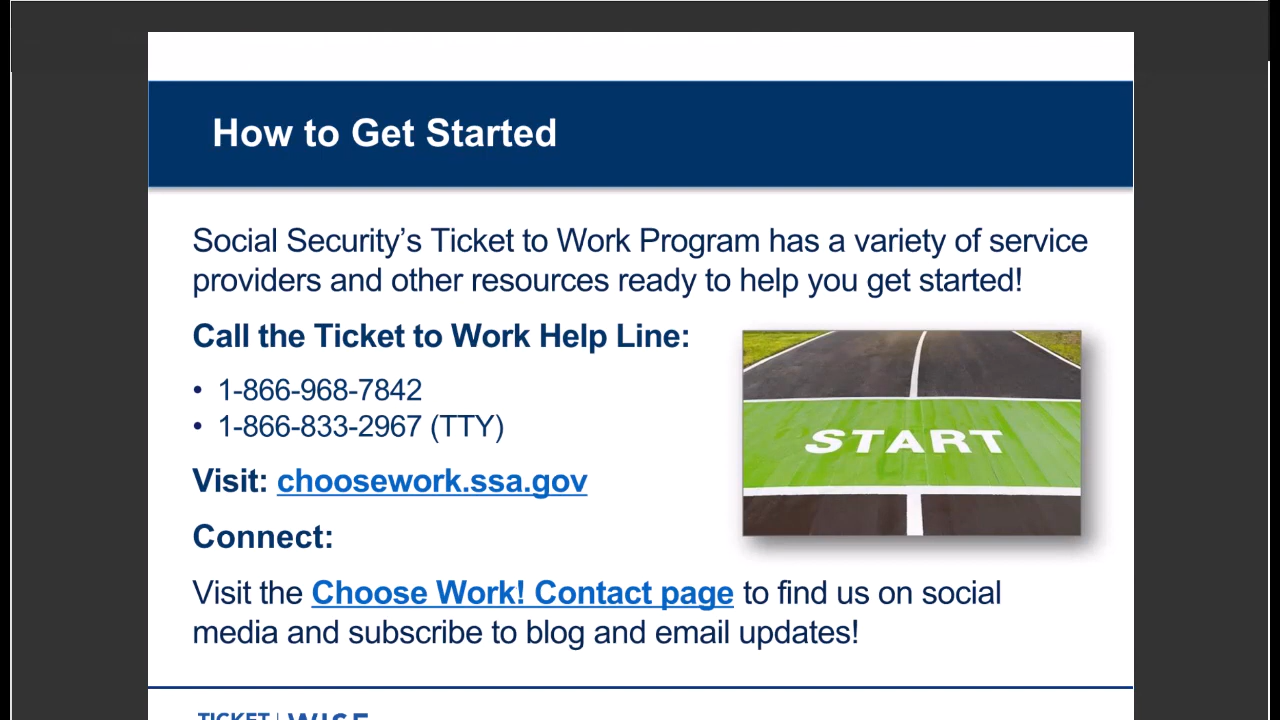 How to Get Started
Social Security's Ticket to Work Program has a variety of service
providers and other resources ready to help you get started!
Call the Ticket to Work Help Line:
• 1-866-968-7842
• 1-866-833-2967 (TTY)
START
Visit: choosework.ssa.gov
Connect:
Visit the Choose Work! Contact page to find us on social
media and subscribe to blog and email updates!
TICKET | WISE